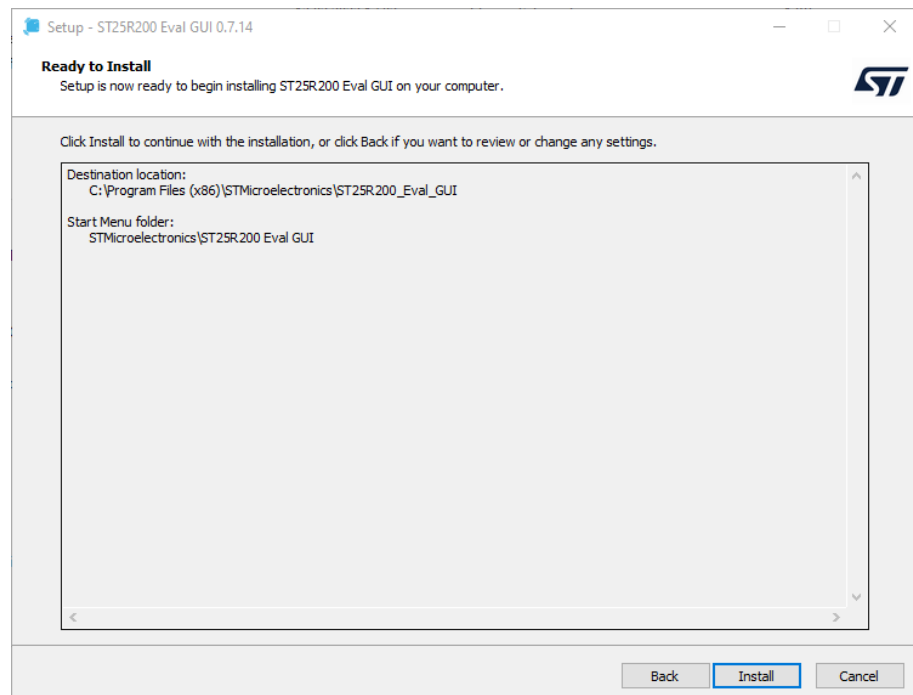 Setup - ST25R200 Eval GUI 0.7.14
Ready to Install
Setup is now ready to begin installing ST25R200 Eval GUI on your computer.
ST
Click Install to continue with the installation, or click Back if you want to review or change any settings.
Destination location:
C:\Program Files (x86)\STMicroelectronics\ST25R200_Eval_GUI
Start Menu folder:
STMicroelectronics\ST25R200 Eval GUI
Back
Install
Cancel